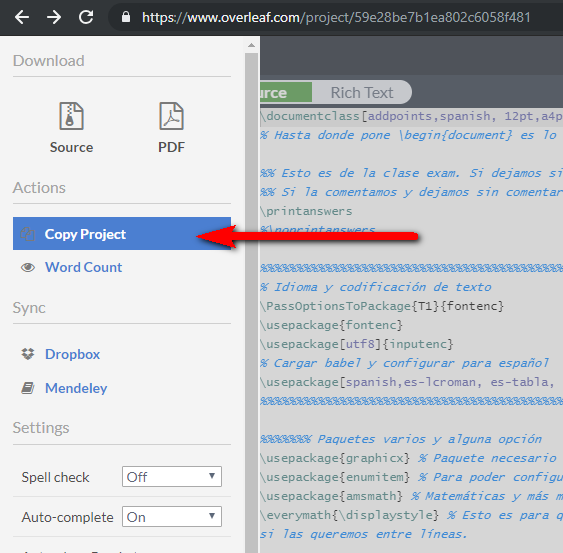 https://www.overleaf.com/project/59e28be7b1ea802c6058f481
Download
Source
PDF
Actions
Copy Project
Word Count
Sync
Dropbox
Mendeley
Settings
Spell check
Off
Auto-complete
On
urce
Rich Text
\documentclass[addpoints,spanish, 12pt,a4p
% Hasta donde pone \begin{document} es lo
%% Esto es de la clase exam. Si dejamos si
%% Si la comentamos y dejamos sin comentar
\printanswers
%\noprintanswers
%%%%%%%%%%%%%%%%%%%%%%%%%%%%%%%%%%%%%%%%%%
% Idioma y codificación de texto
\PassOptionsToPackage{T1}{fontenc}
\usepackage{fontenc}
\usepackage[utf8]{inputenc}
% Cargar babel y configurar para español
\usepackage[spanish,es-lcroman, es-tabla,
%%%%%%%%%%%%%%%%%%%%%%%%%%%%%%%%%%%%%%%%%%
%%%%%%% Paquetes varios y alguna opción
\usepackage{graphicx} % Paquete necesario
\usepackage{enumitem} % Para poder configu
\usepackage{amsmath} % Matemáticas y más m
\everymath{\displaystyle} % Esto es para q
si las queremos entre líneas.